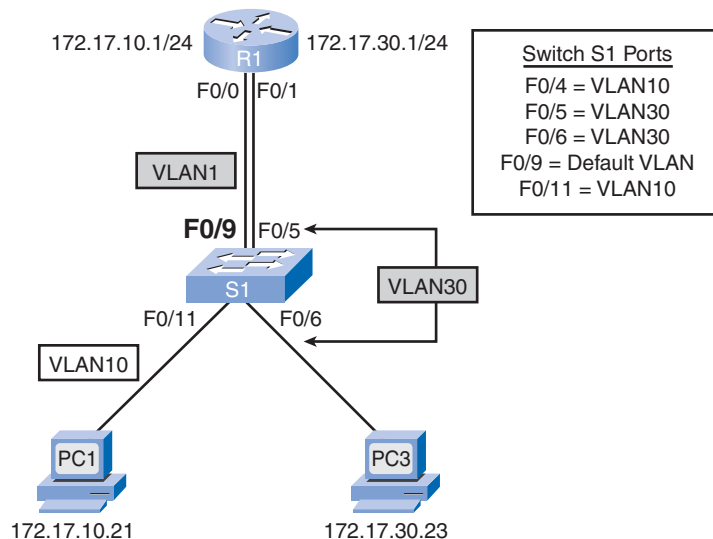 172.17.10.1/24
172.17.30.1/24
R1
F0/0
F0/1
Switch S1 Ports
F0/4 = VLAN10
F0/5 = VLAN30
F0/6 = VLAN30
F0/9 = Default VLAN
F0/11 = VLAN10
VLAN1
F0/9
F0/5
S1
VLAN30
F0/11
F0/6
VLAN10
PC1
PC3
172.17.10.21
172.17.30.23